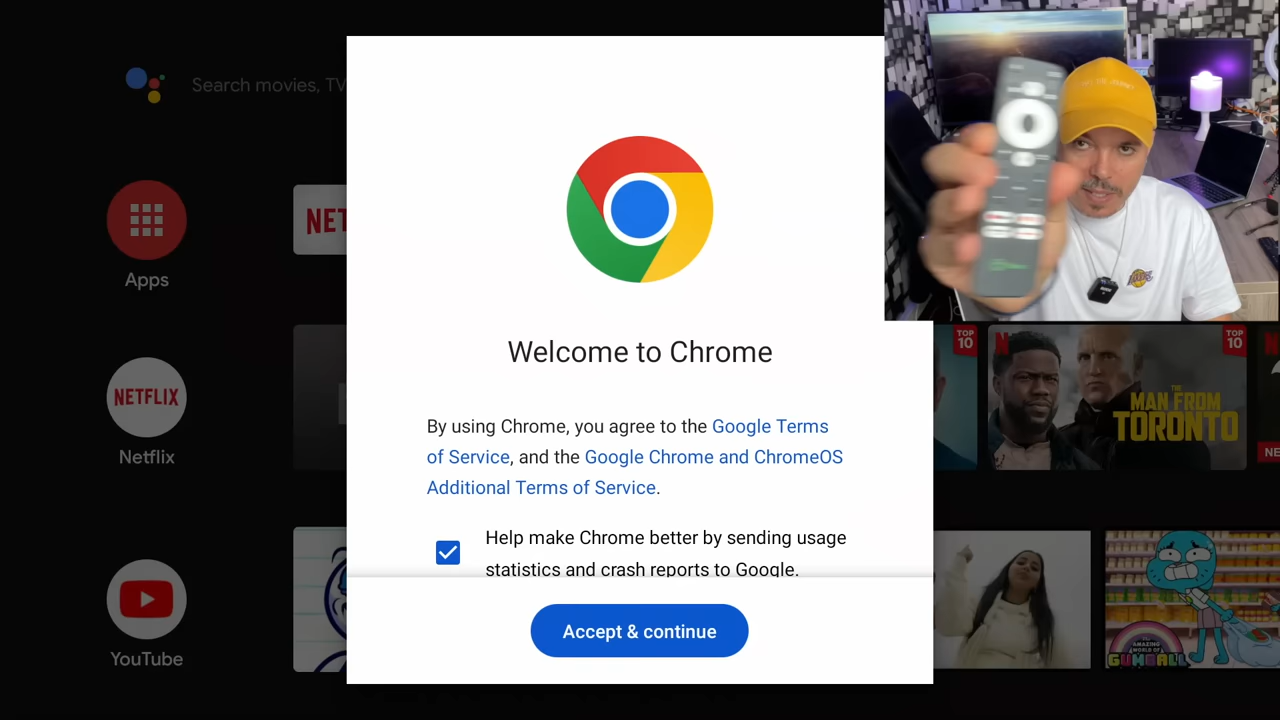 Search movies, TV
Apps
NET
Welcome to Chrome
By using Chrome, you agree to the Google Terms
of Service, and the Google Chrome and ChromeOS
Additional Terms of Service.
Help make Chrome better by sending usage
statistics and crash reports to Google.
Accept & continue
NETFLIX
Netflix
YouTube
TOP
10
N
THE
MAN FROM
TORONTO
TOP
10
NE
THE
AMAZING
WORLD OF
GUMBALL